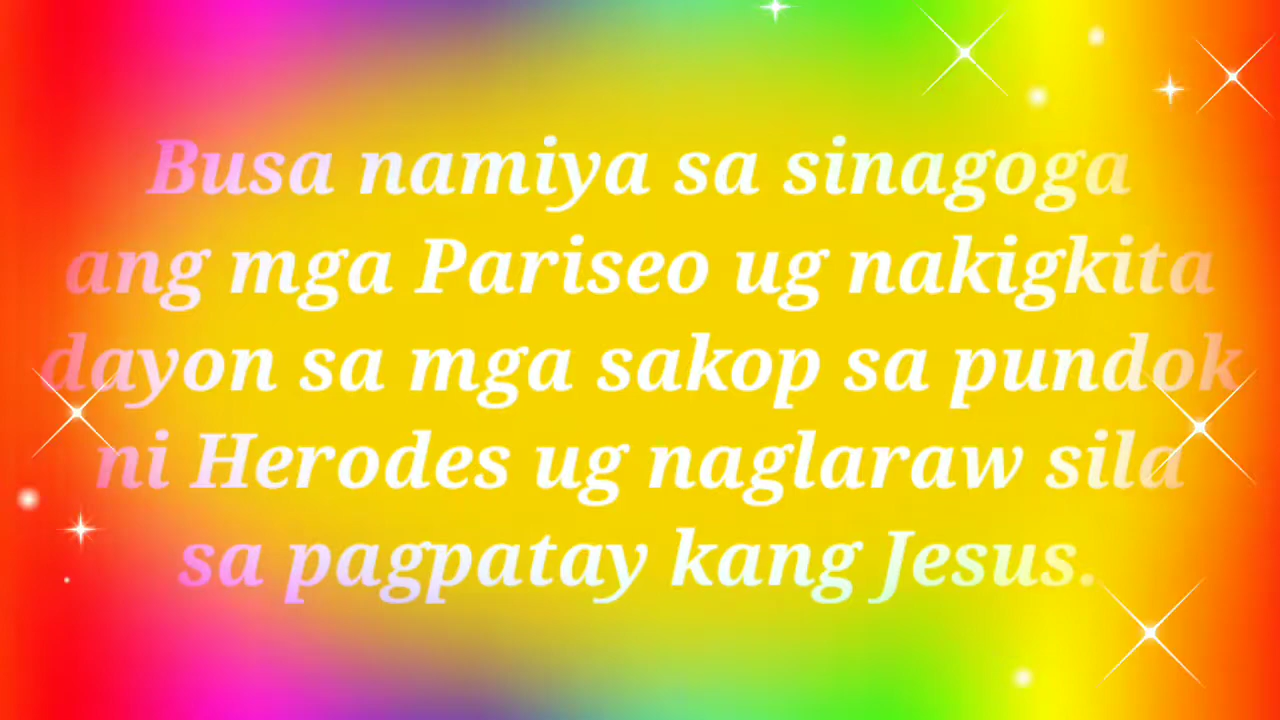 Busa namiya sa sinagoga
ang mga Pariseo ug nakigkita
dayon sa mga sakop sa pundok
ni Herodes ug naglaraw sila
sa pagpatay kang Jesus.